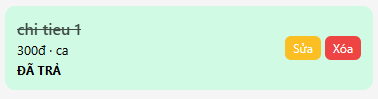 chi tieu 1
300đ · ca
ĐÃ TRẢ
Sửa
Xóa